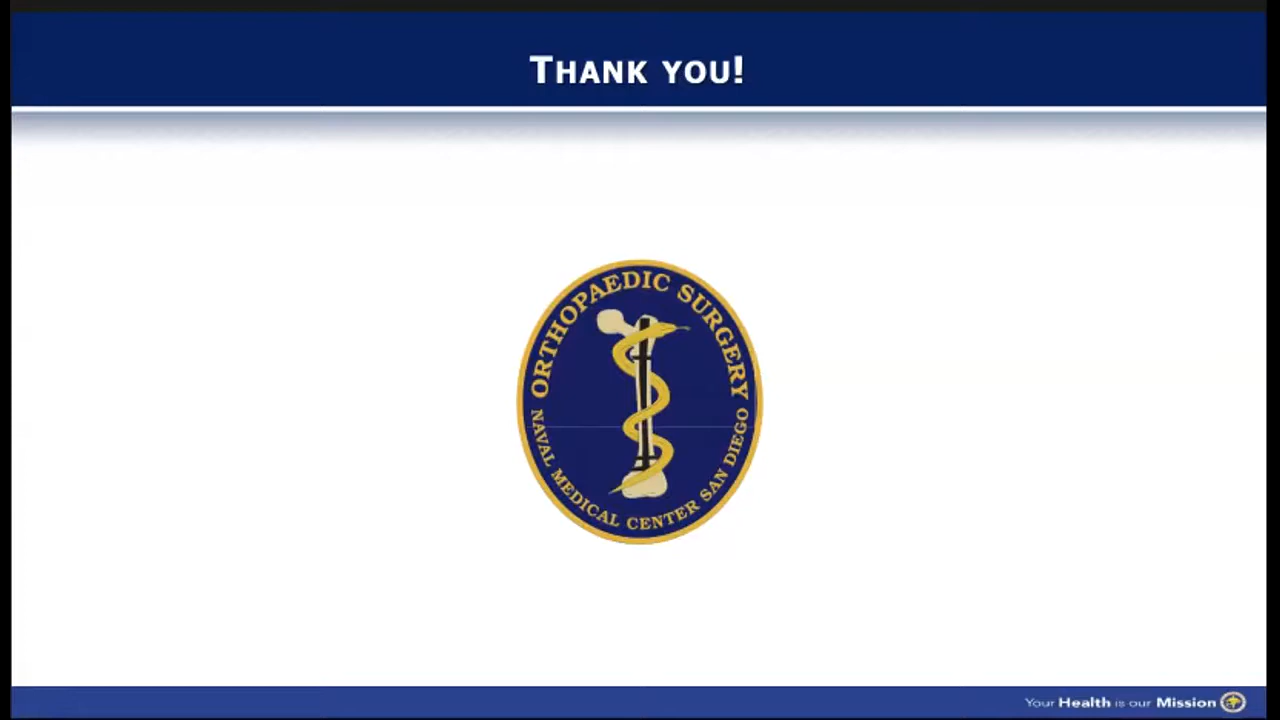 THANK YOU!
ORTHOPAEDIC SURGERY
NAVAL MEDICAL CENTER SAN DIEGO
Your Health is our Mission